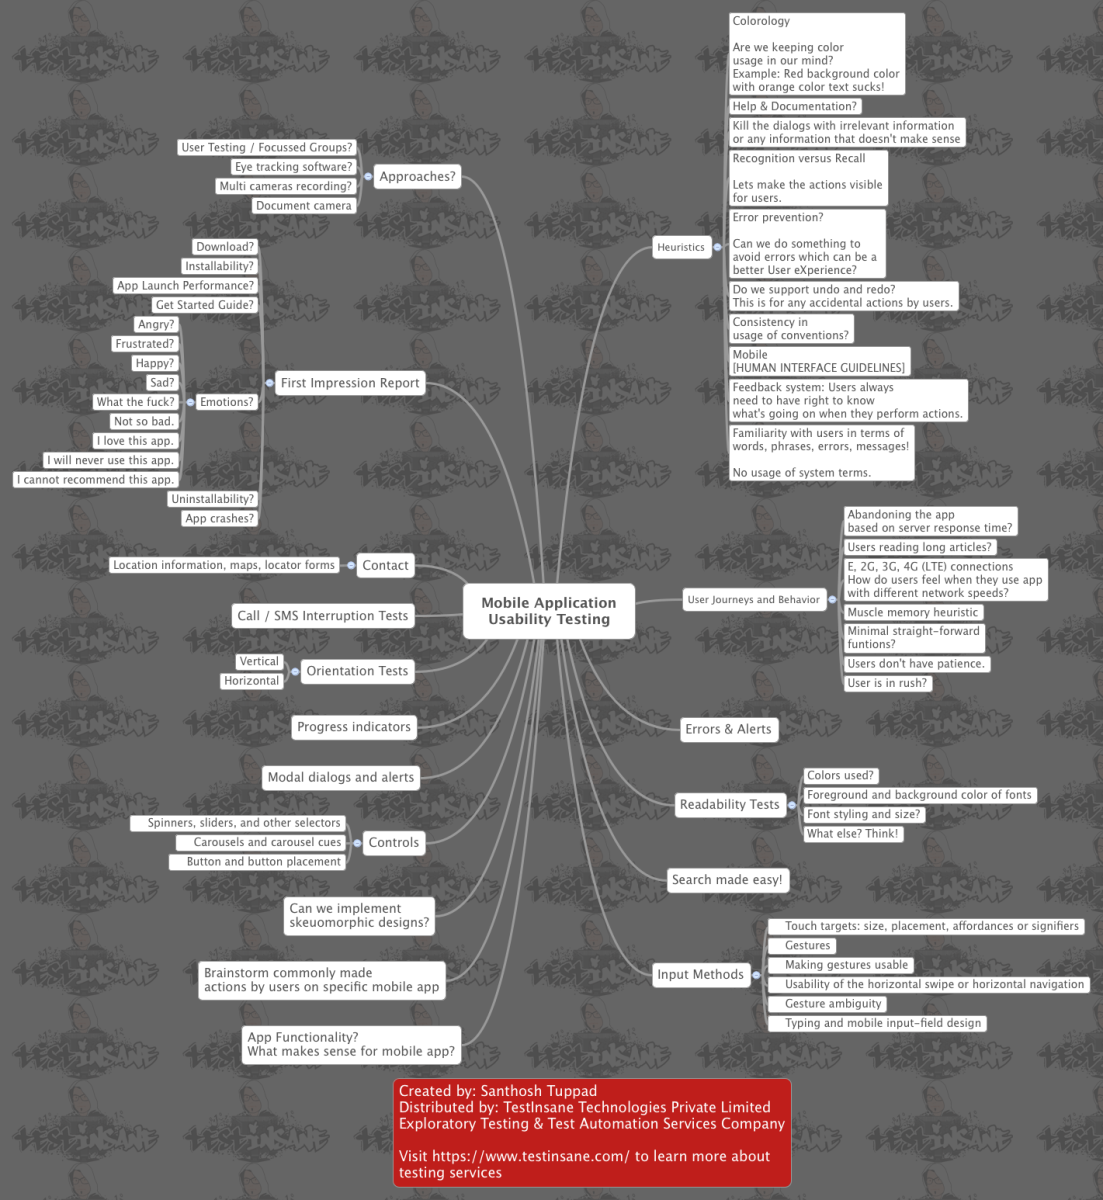 Mobile Application
Usability Testing
Approaches?
User Testing / Focussed Groups?
Eye tracking software?
Multi cameras recording?
Document camera
First Impression Report
Download?
Installability?
App Launch Performance?
Get Started Guide?
Emotions?
Angry?
Frustrated?
Happy?
Sad?
What the fuck?
Not so bad.
I love this app.
I will never use this app.
I cannot recommend this app.
Uninstallability?
App crashes?
Contact
Location information, maps, locator forms
Call / SMS Interruption Tests
Orientation Tests
Vertical
Horizontal
Progress indicators
Modal dialogs and alerts
Controls
Spinners, sliders, and other selectors
Carousels and carousel cues
Button and button placement
Can we implement
skeuomorphic designs?
Brainstorm commonly made
actions by users on specific mobile app
App Functionality?
What makes sense for mobile app?
Heuristics
Colorology
Are we keeping color
usage in our mind?
Example: Red background color
with orange color text sucks!
Help & Documentation?
Kill the dialogs with irrelevant information
or any information that doesn't make sense
Recognition versus Recall
Lets make the actions visible
for users.
Error prevention?
Can we do something to
avoid errors which can be a
better User eXperience?
Do we support undo and redo?
This is for any accidental actions by users.
Consistency in
usage of conventions?
Mobile
[HUMAN INTERFACE GUIDELINES]
Feedback system: Users always
need to have right to know
what's going on when they perform actions.
Familiarity with users in terms of
words, phrases, errors, messages!
No usage of system terms.
User Journeys and Behavior
Abandoning the app
based on server response time?
Users reading long articles?
E, 2G, 3G, 4G (LTE) connections
How do users feel when they use app
with different network speeds?
Muscle memory heuristic
Minimal straight-forward
funtions?
Users don't have patience.
User is in rush?
Errors & Alerts
Readability Tests
Colors used?
Foreground and background color of fonts
Font styling and size?
What else? Think!
Search made easy!
Input Methods
Touch targets: size, placement, affordances or signifiers
Gestures
Making gestures usable
Usability of the horizontal swipe or horizontal navigation
Gesture ambiguity
Typing and mobile input-field design
Created by: Santhosh Tuppad
Distributed by: TestInsane Technologies Private Limited
Exploratory Testing & Test Automation Services Company
Visit https://www.testinsane.com/ to learn more about
testing services